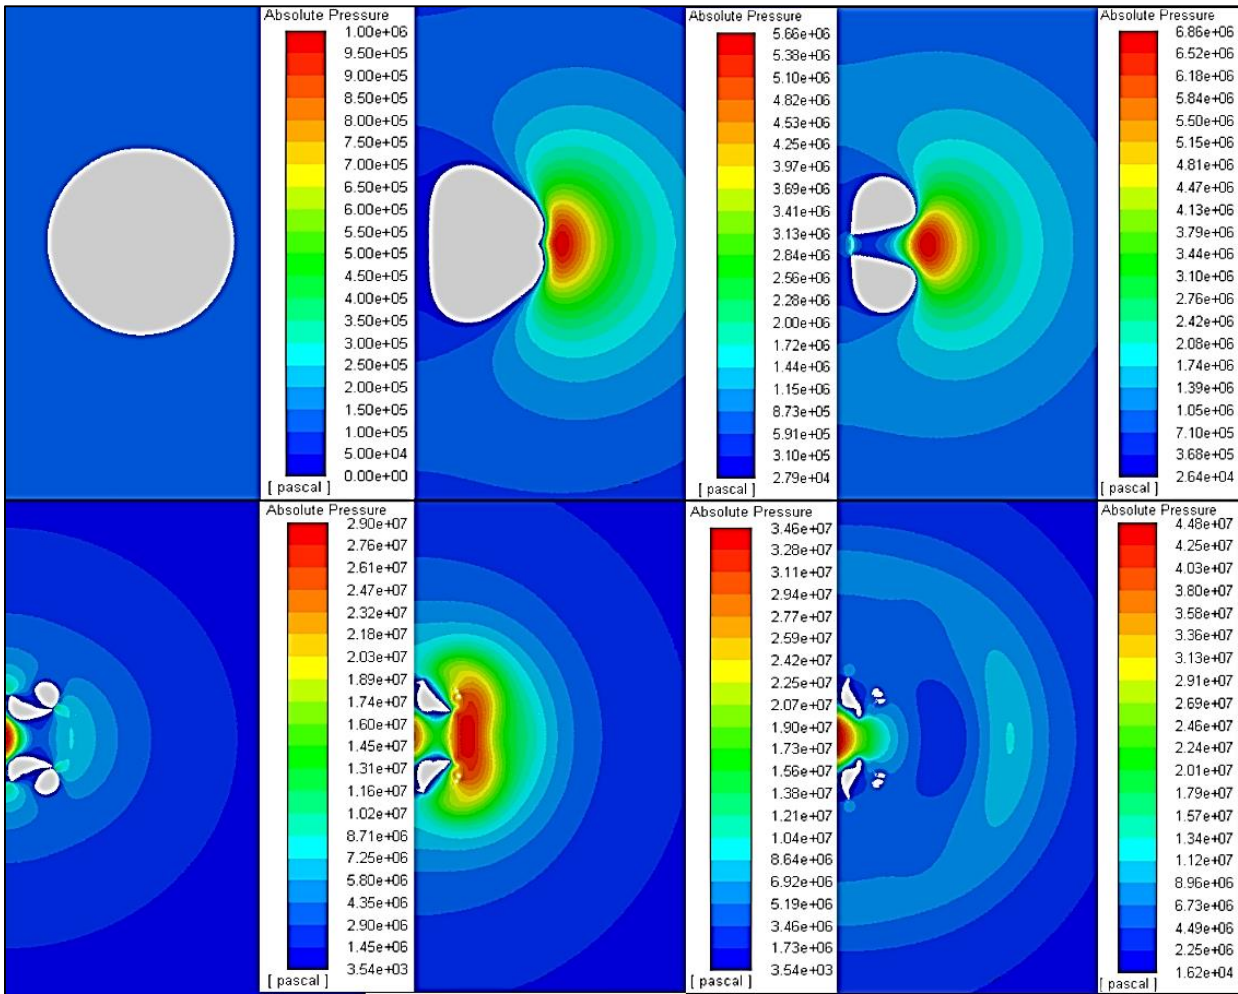 Absolute Pressure
1.00e+06
9.50e+05
9.00e+05
8.50e+05
8.00e+05
7.50e+05
7.00e+05
6.50e+05
6.00e+05
5.50e+05
5.00e+05
4.50e+05
4.00e+05
3.50e+05
3.00e+05
2.50e+05
2.00e+05
1.50e+05
1.00e+05
5.00e+04
0.00e+00
[ pascal ]
Absolute Pressure
5.66e+06
5.38e+06
5.10e+06
4.82e+06
4.53e+06
4.25e+06
3.97e+06
3.69e+06
3.41e+06
3.13e+06
2.84e+06
2.56e+06
2.28e+06
2.00e+06
1.72e+06
1.44e+06
1.15e+06
8.73e+05
5.91e+05
3.10e+05
2.79e+04
[ pascal ]
Absolute Pressure
6.86e+06
6.52e+06
6.18e+06
5.84e+06
5.50e+06
5.15e+06
4.81e+06
4.47e+06
4.13e+06
3.79e+06
3.44e+06
3.10e+06
2.76e+06
2.42e+06
2.08e+06
1.74e+06
1.39e+06
1.05e+06
7.10e+05
3.68e+05
2.64e+04
[ pascal ]
Absolute Pressure
2.90e+07
2.76e+07
2.61e+07
2.47e+07
2.32e+07
2.18e+07
2.03e+07
1.89e+07
1.74e+07
1.60e+07
1.45e+07
1.31e+07
1.16e+07
1.02e+07
8.71e+06
7.25e+06
5.80e+06
4.35e+06
2.90e+06
1.45e+06
3.54e+03
[ pascal ]
Absolute Pressure
3.46e+07
3.28e+07
3.11e+07
2.94e+07
2.77e+07
2.59e+07
2.42e+07
2.25e+07
2.07e+07
1.90e+07
1.73e+07
1.56e+07
1.38e+07
1.21e+07
1.04e+07
8.64e+06
6.92e+06
5.19e+06
3.46e+06
1.73e+06
3.54e+03
[ pascal ]
Absolute Pressure
4.48e+07
4.25e+07
4.03e+07
3.80e+07
3.58e+07
3.36e+07
3.13e+07
2.91e+07
2.69e+07
2.46e+07
2.24e+07
2.01e+07
1.79e+07
1.57e+07
1.34e+07
1.12e+07
8.96e+06
6.73e+06
4.49e+06
2.25e+06
1.62e+04
[ pascal ]